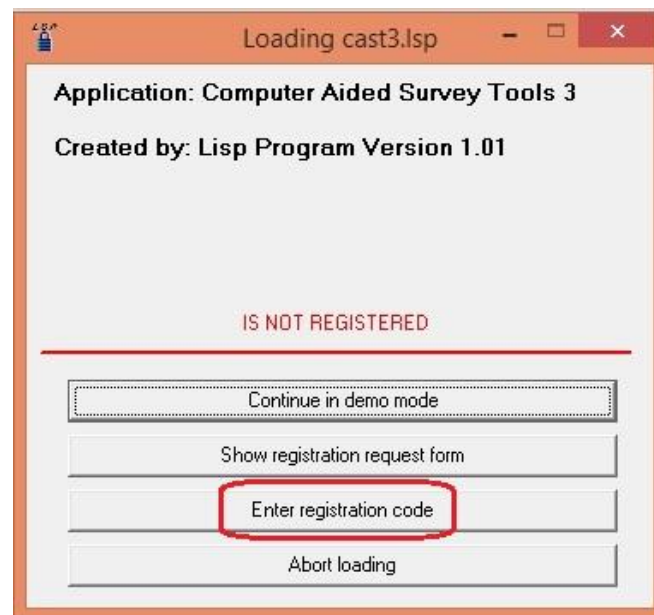 Loading cast3.lsp
Application: Computer Aided Survey Tools 3
Created by: Lisp Program Version 1.01
IS NOT REGISTERED
Continue in demo mode
Show registration request form
Enter registration code
Abort loading